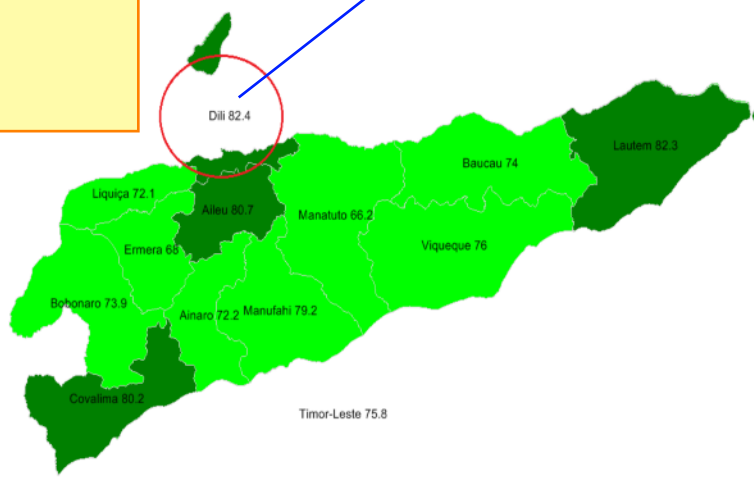 Dili 82.4
Lautem 82.3
Baucau 74
Liquiça 72.1
Aileu 80.7
Manatuto 66.2
Ermera 68
Viqueque 76
Bobonaro 73.9
Ainaro 72.2
Manufahi 79.2
Covalima 80.2
Timor-Leste 75.8